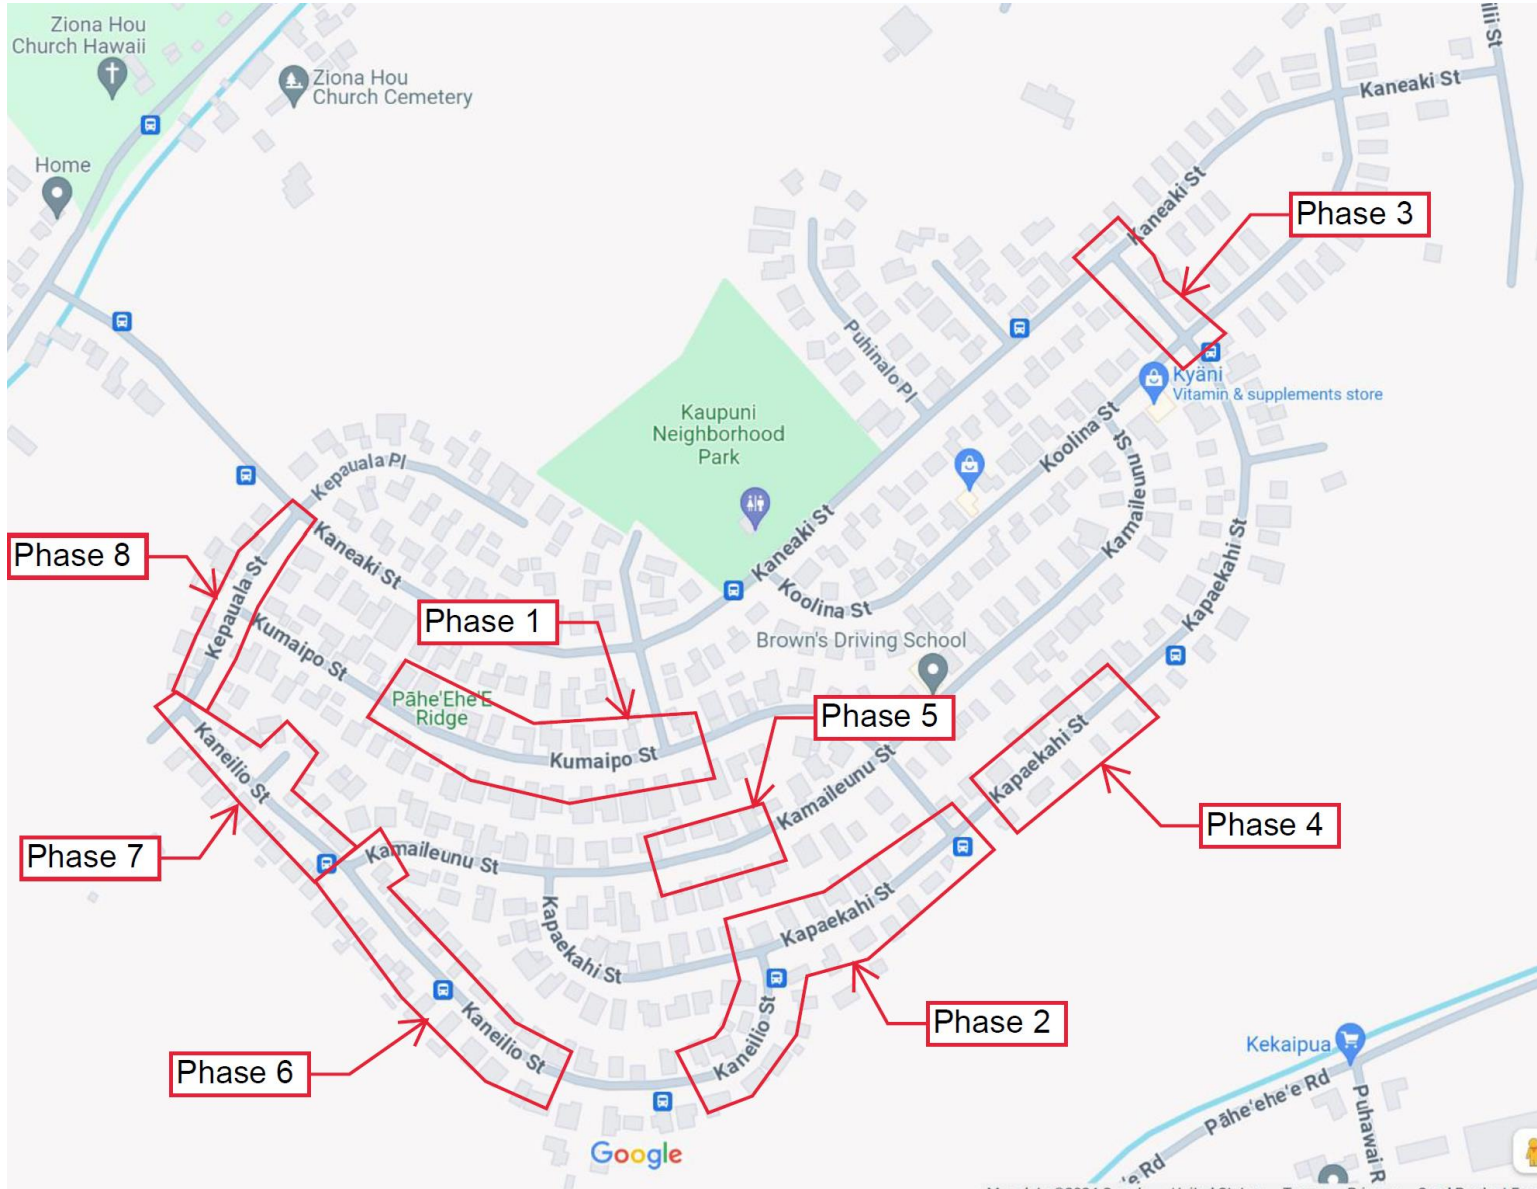 Ziona Hou
Church Hawaii
Ziona Hou
Church Cemetery
Home
Kaneaki St
Kaneaki St
Phase 3
Puhinalo Pl
Kyäni
Vitamin & supplements store
Kaupuni
Neighborhood
Park
Koolina St
Kamaileunu St
Kepauala Pl
Kaneaki St
Kaneaki St
Phase 8
Kepauala St
Koolina St
Kapaekahi St
Phase 1
Kumaipo St
Brown's Driving School
Pāhe'Ehe'E
Ridge
Phase 5
Kumaipo St
Kaneilio St
Kamaileunu St
Kapaekahi St
Phase 4
Phase 7
Kamaileunu St
Kapaekahi St
Kapaekahi St
Phase 2
Kaneilio St
Kaneilio St
Phase 6
Kekaipua
Pāhe'ehe'e Rd
Puhawai R
'e Rd
Google